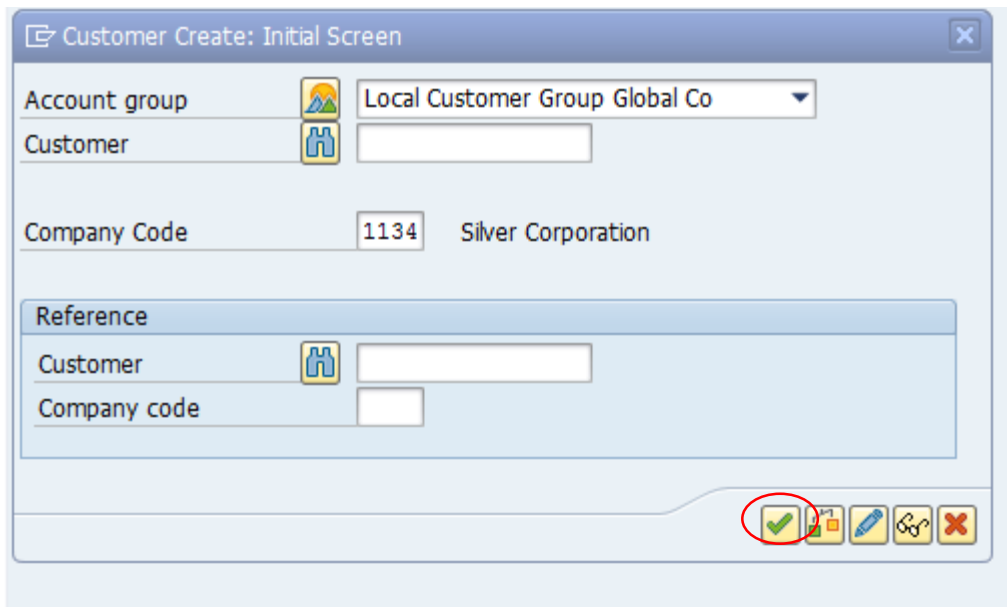 Customer Create: Initial Screen
Account group Local Customer Group Global Co
Customer
Company Code 1134 Silver Corporation
Reference
Customer
Company code